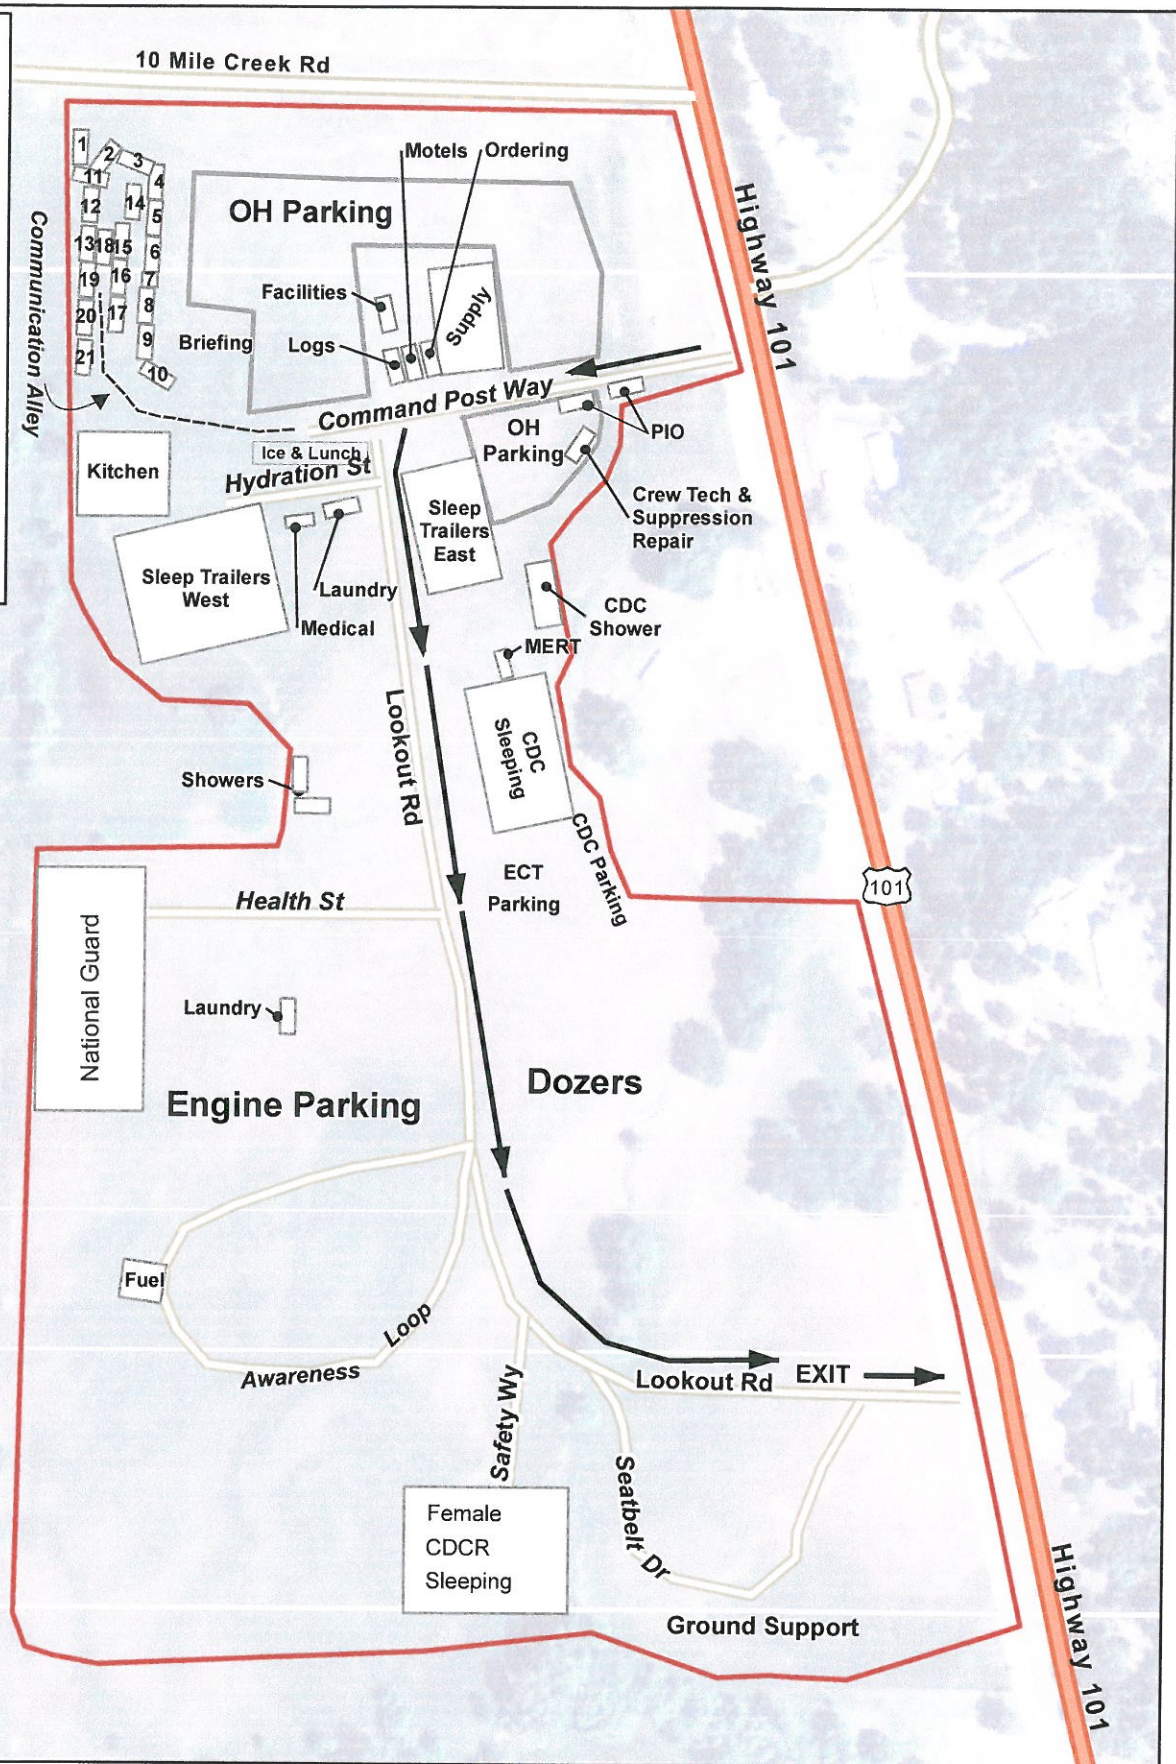 10 Mile Creek Rd
Highway 101
1
2
3
4
5
6
7
8
9
10
11
12
13
14
15
16
17
18
19
20
21
Communication Alley
OH Parking
Motels
Ordering
Facilities
Supply
Logs
Briefing
Command Post Way
PIO
OH
Parking
Crew Tech &
Suppression
Repair
Kitchen
Ice & Lunch
Hydration St
Sleep
Trailers
East
Sleep Trailers
West
Laundry
Medical
CDC
Shower
MERT
CDC
Sleeping
Lookout Rd
Showers
CDC Parking
ECT
Parking
101
Health St
National Guard
Laundry
Engine Parking
Dozers
Fuel
Awareness Loop
Safety Wy
Lookout Rd
EXIT
Seatbelt Dr
Female
CDCR
Sleeping
Ground Support
Highway 101